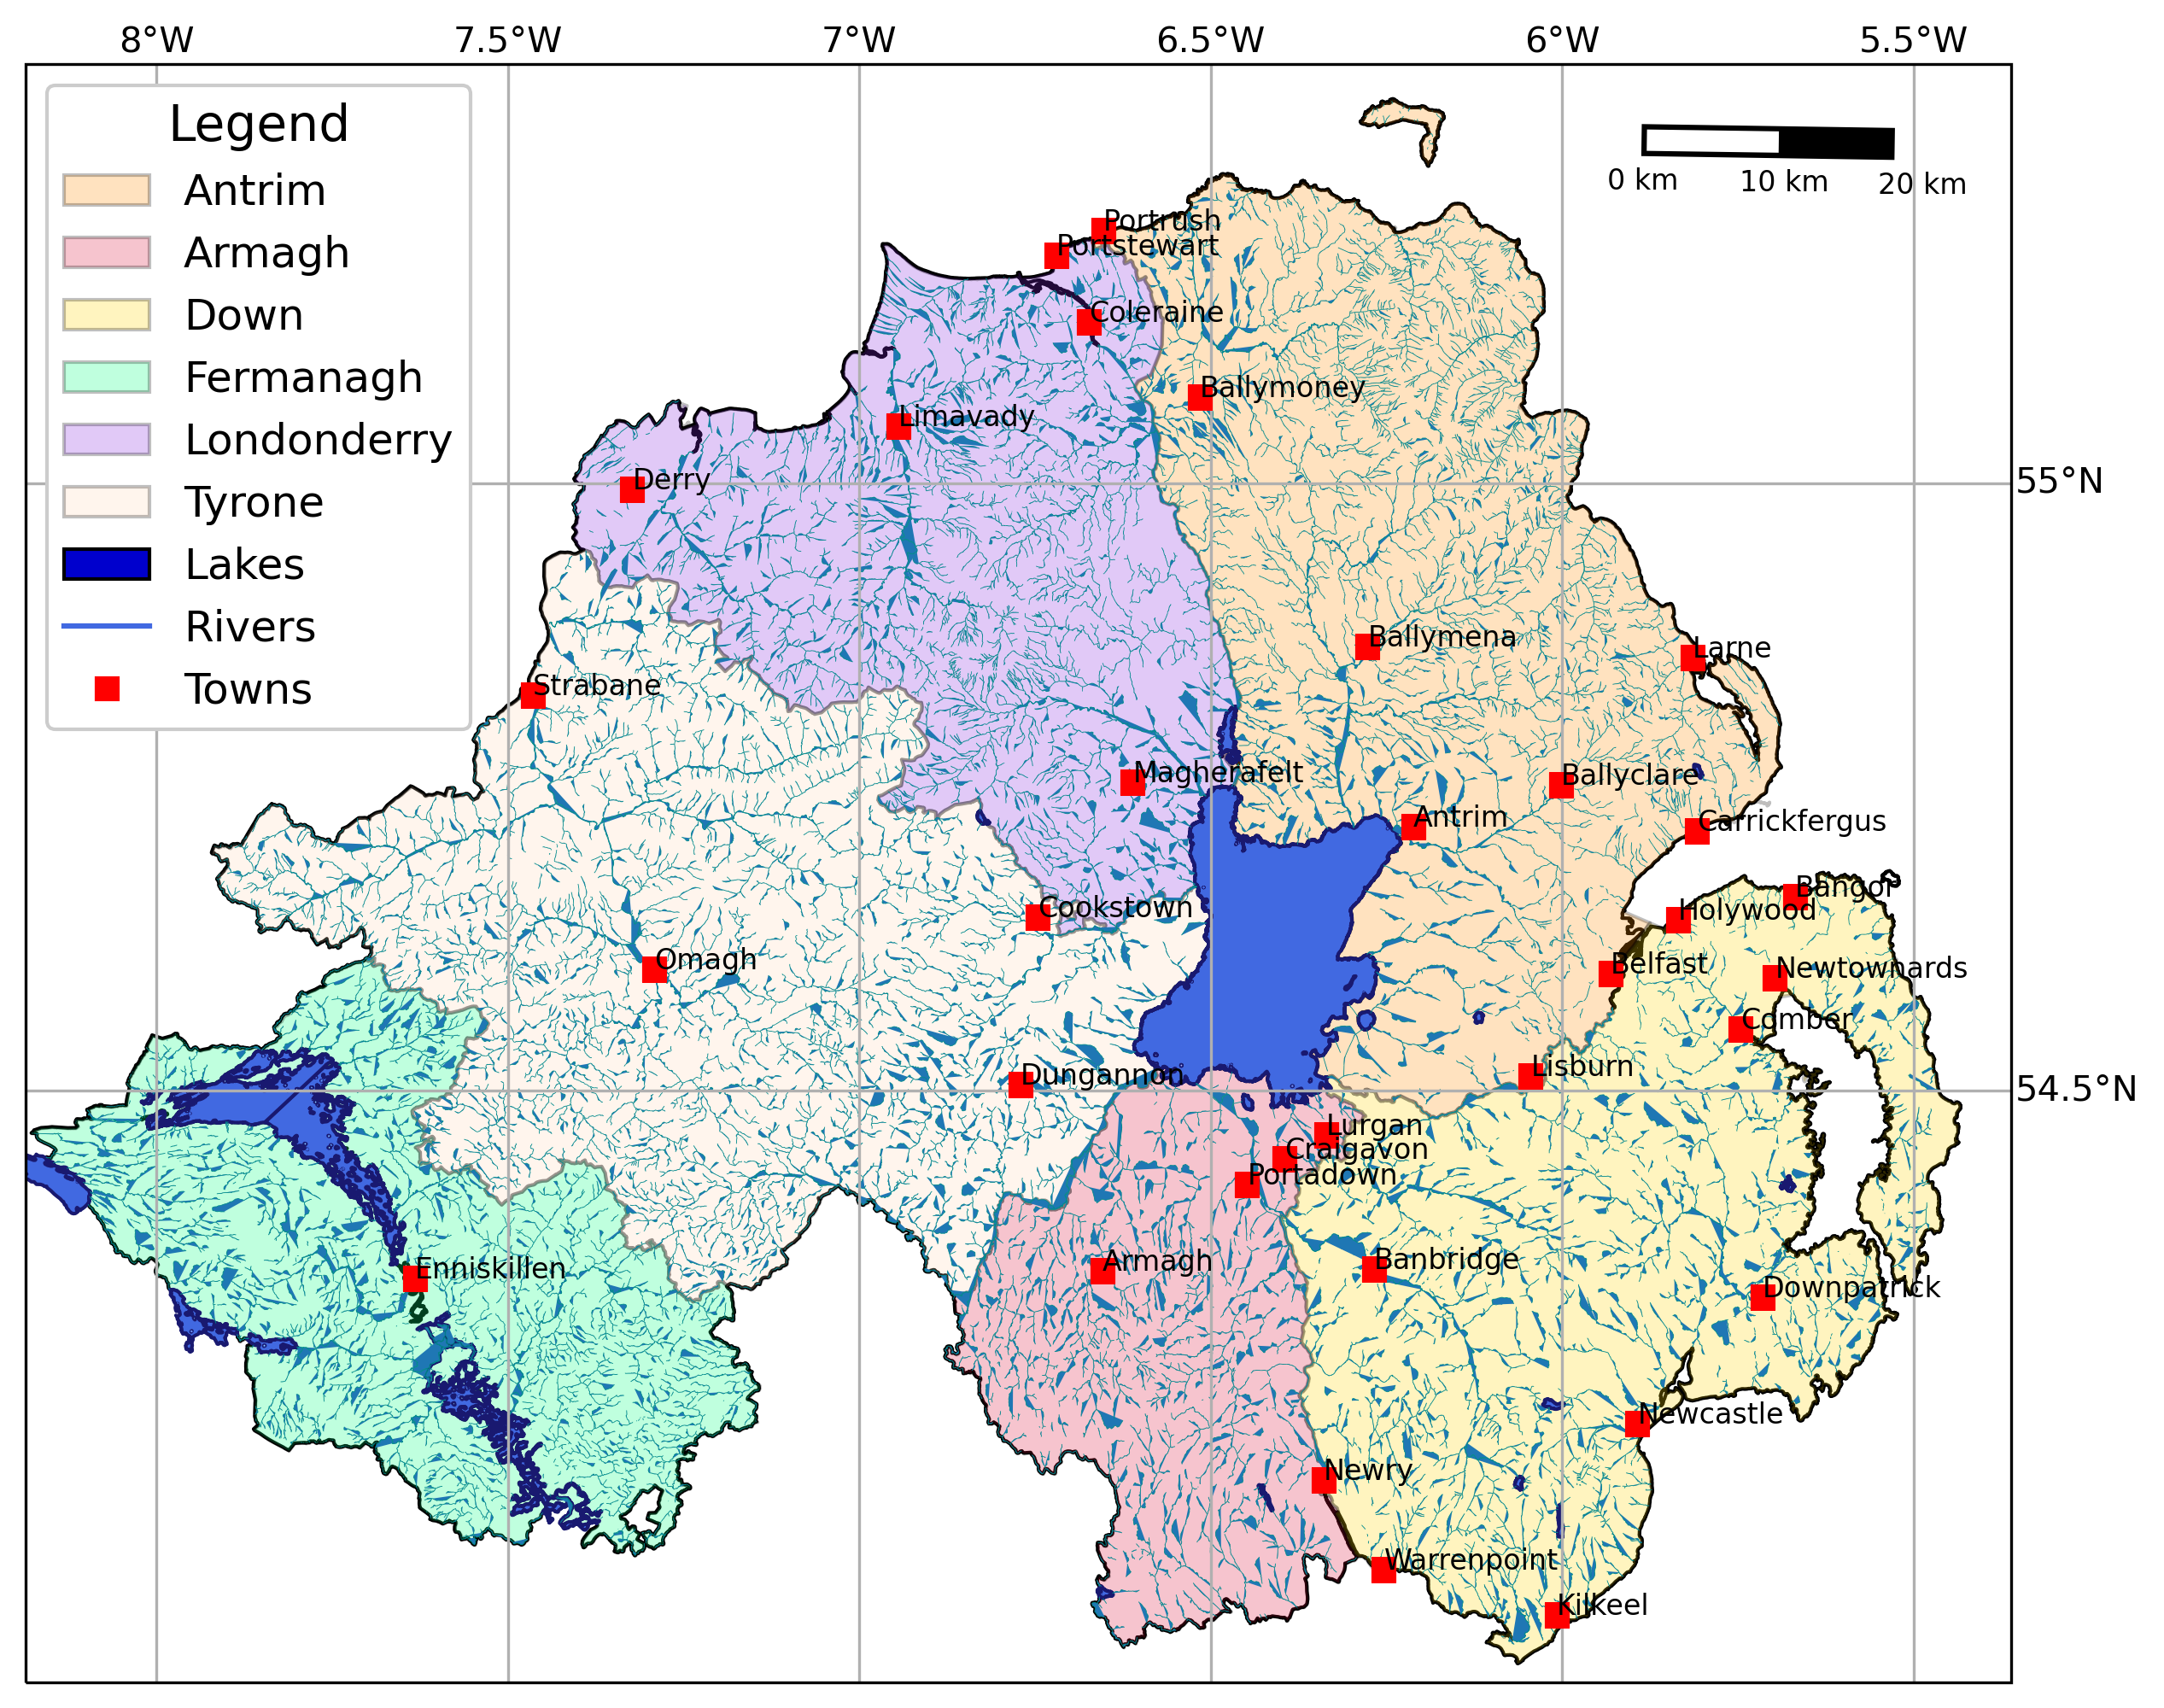 8°W 7.5°W 7°W 6.5°W 6°W 5.5°W
Legend
Antrim
Armagh
Down
Fermanagh
Londonderry
Tyrone
Lakes
Rivers
Towns
0 km 10 km 20 km
Portrush
Portstewart
Coleraine
Ballymoney
Limavady
Derry
55°N
Ballymena
Larne
Strabane
Magherafelt
Ballyclare
Antrim
Carrickfergus
Bangor
Cookstown
Holywood
Omagh
Belfast
Newtownards
Comber
Dungannon
Lisburn
54.5°N
Lurgan
Craigavon
Portadown
Armagh
Banbridge
Enniskillen
Downpatrick
Newcastle
Newry
Warrenpoint
Kilkeel